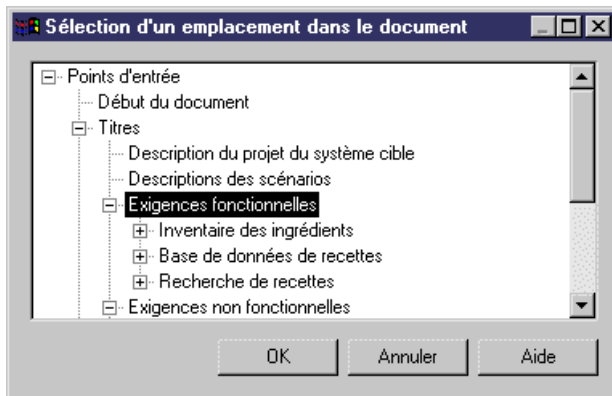 Sélection d'un emplacement dans le document
Points d'entrée
Début du document
Titres
Description du projet du système cible
Descriptions des scénarios
Exigences fonctionnelles
Inventaire des ingrédients
Base de données de recettes
Recherche de recettes
Exigences non fonctionnelles
OK Annuler Aide